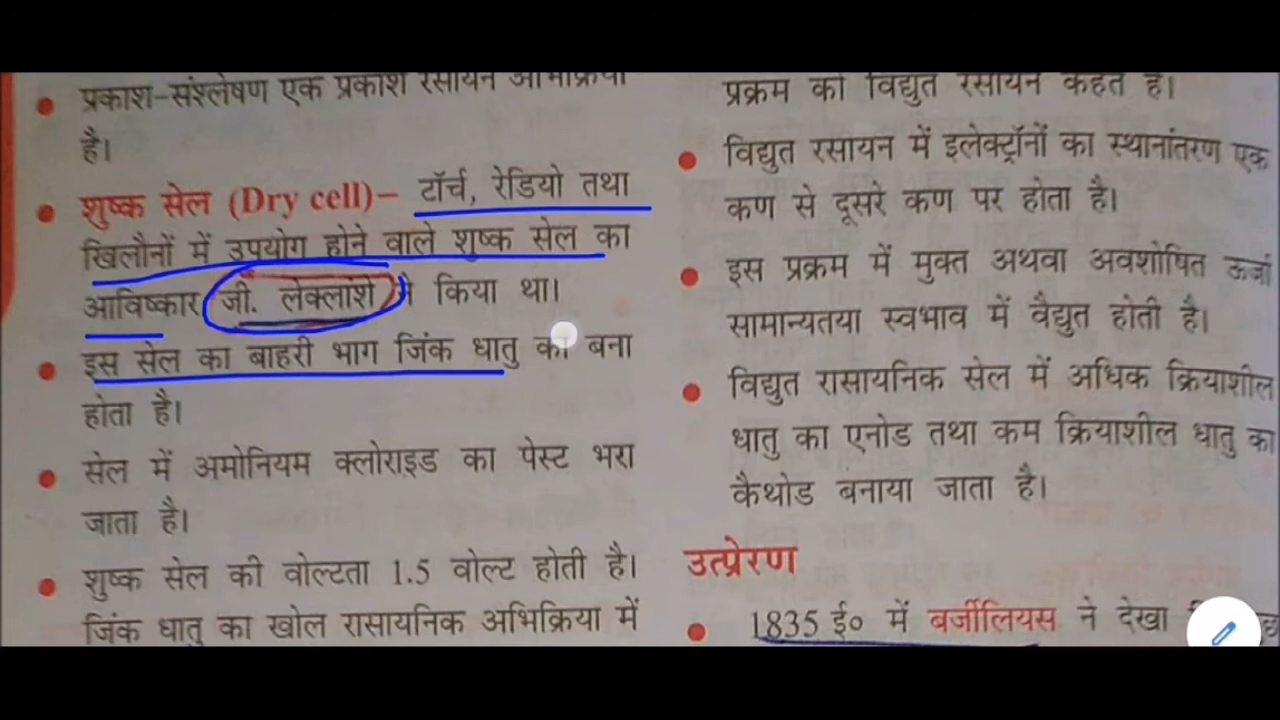 प्रकाश-संश्लेषण एक प्रकाश रसायन अभिक्रिया
है।
शुष्क सेल (Dry cell)– टॉर्च, रेडियो तथा
खिलौनों में उपयोग होने वाले शुष्क सेल का
आविष्कार जी. लेक्लांशे ने किया था।
इस सेल का बाहरी भाग जिंक धातु का बना
होता है।
सेल में अमोनियम क्लोराइड का पेस्ट भरा
जाता है।
शुष्क सेल की वोल्टता 1.5 वोल्ट होती है।
जिंक धातु का खोल रासायनिक अभिक्रिया में
प्रक्रम को विद्युत रसायन कहते है।
विद्युत रसायन में इलेक्ट्रॉनों का स्थानांतरण एक
कण से दूसरे कण पर होता है।
इस प्रक्रम में मुक्त अथवा अवशोषित ऊर्जा
सामान्यतया स्वभाव में वैद्युत होती है।
विद्युत रासायनिक सेल में अधिक क्रियाशील
धातु का एनोड तथा कम क्रियाशील धातु का
कैथोड बनाया जाता है।
उत्प्रेरण
1835 ई० में बर्जीलियस ने देखा